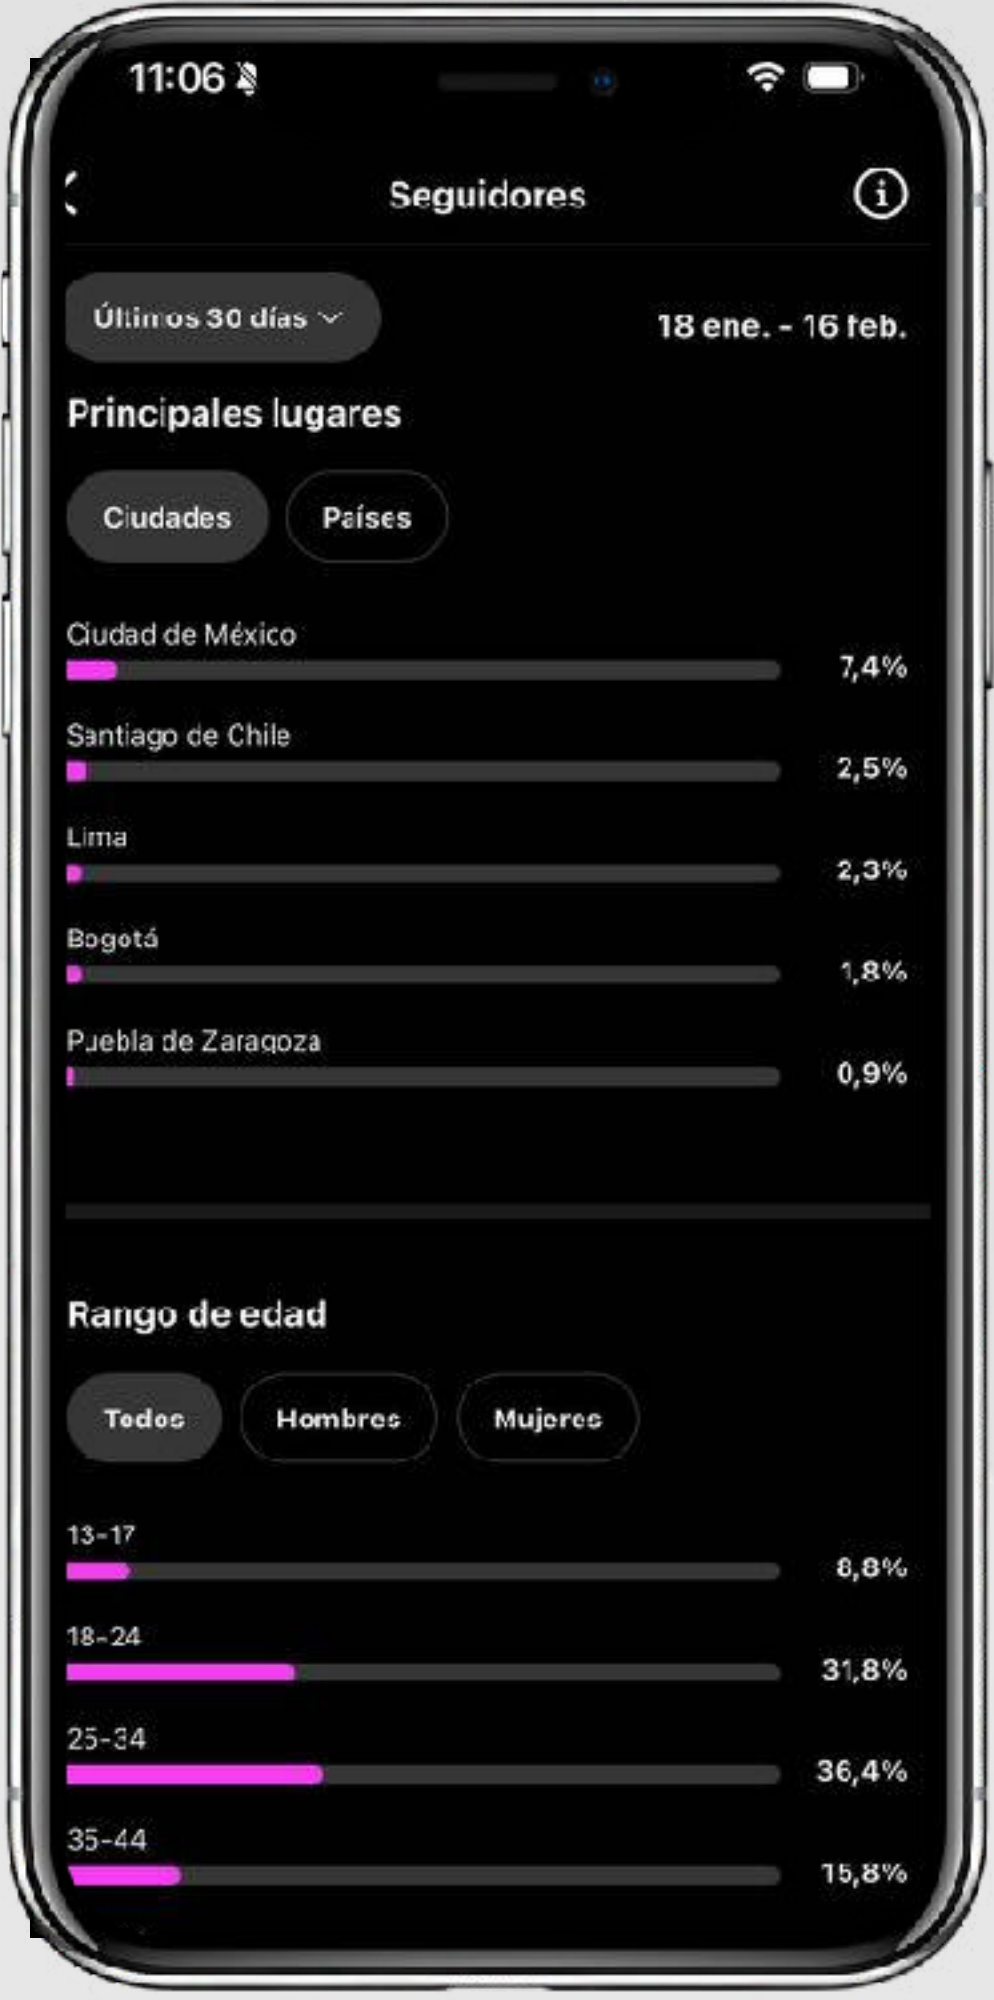 11:06
Seguidores
Últimos 30 días
18 ene. - 16 feb.
Principales lugares
Ciudades
Países
Ciudad de México
7,4%
Santiago de Chile
2,5%
Lima
2,3%
Bogotá
1,8%
Puebla de Zaragoza
0,9%
Rango de edad
Todos
Hombres
Mujeres
13-17
8,8%
18-24
31,8%
25-34
36,4%
35-44
15,8%